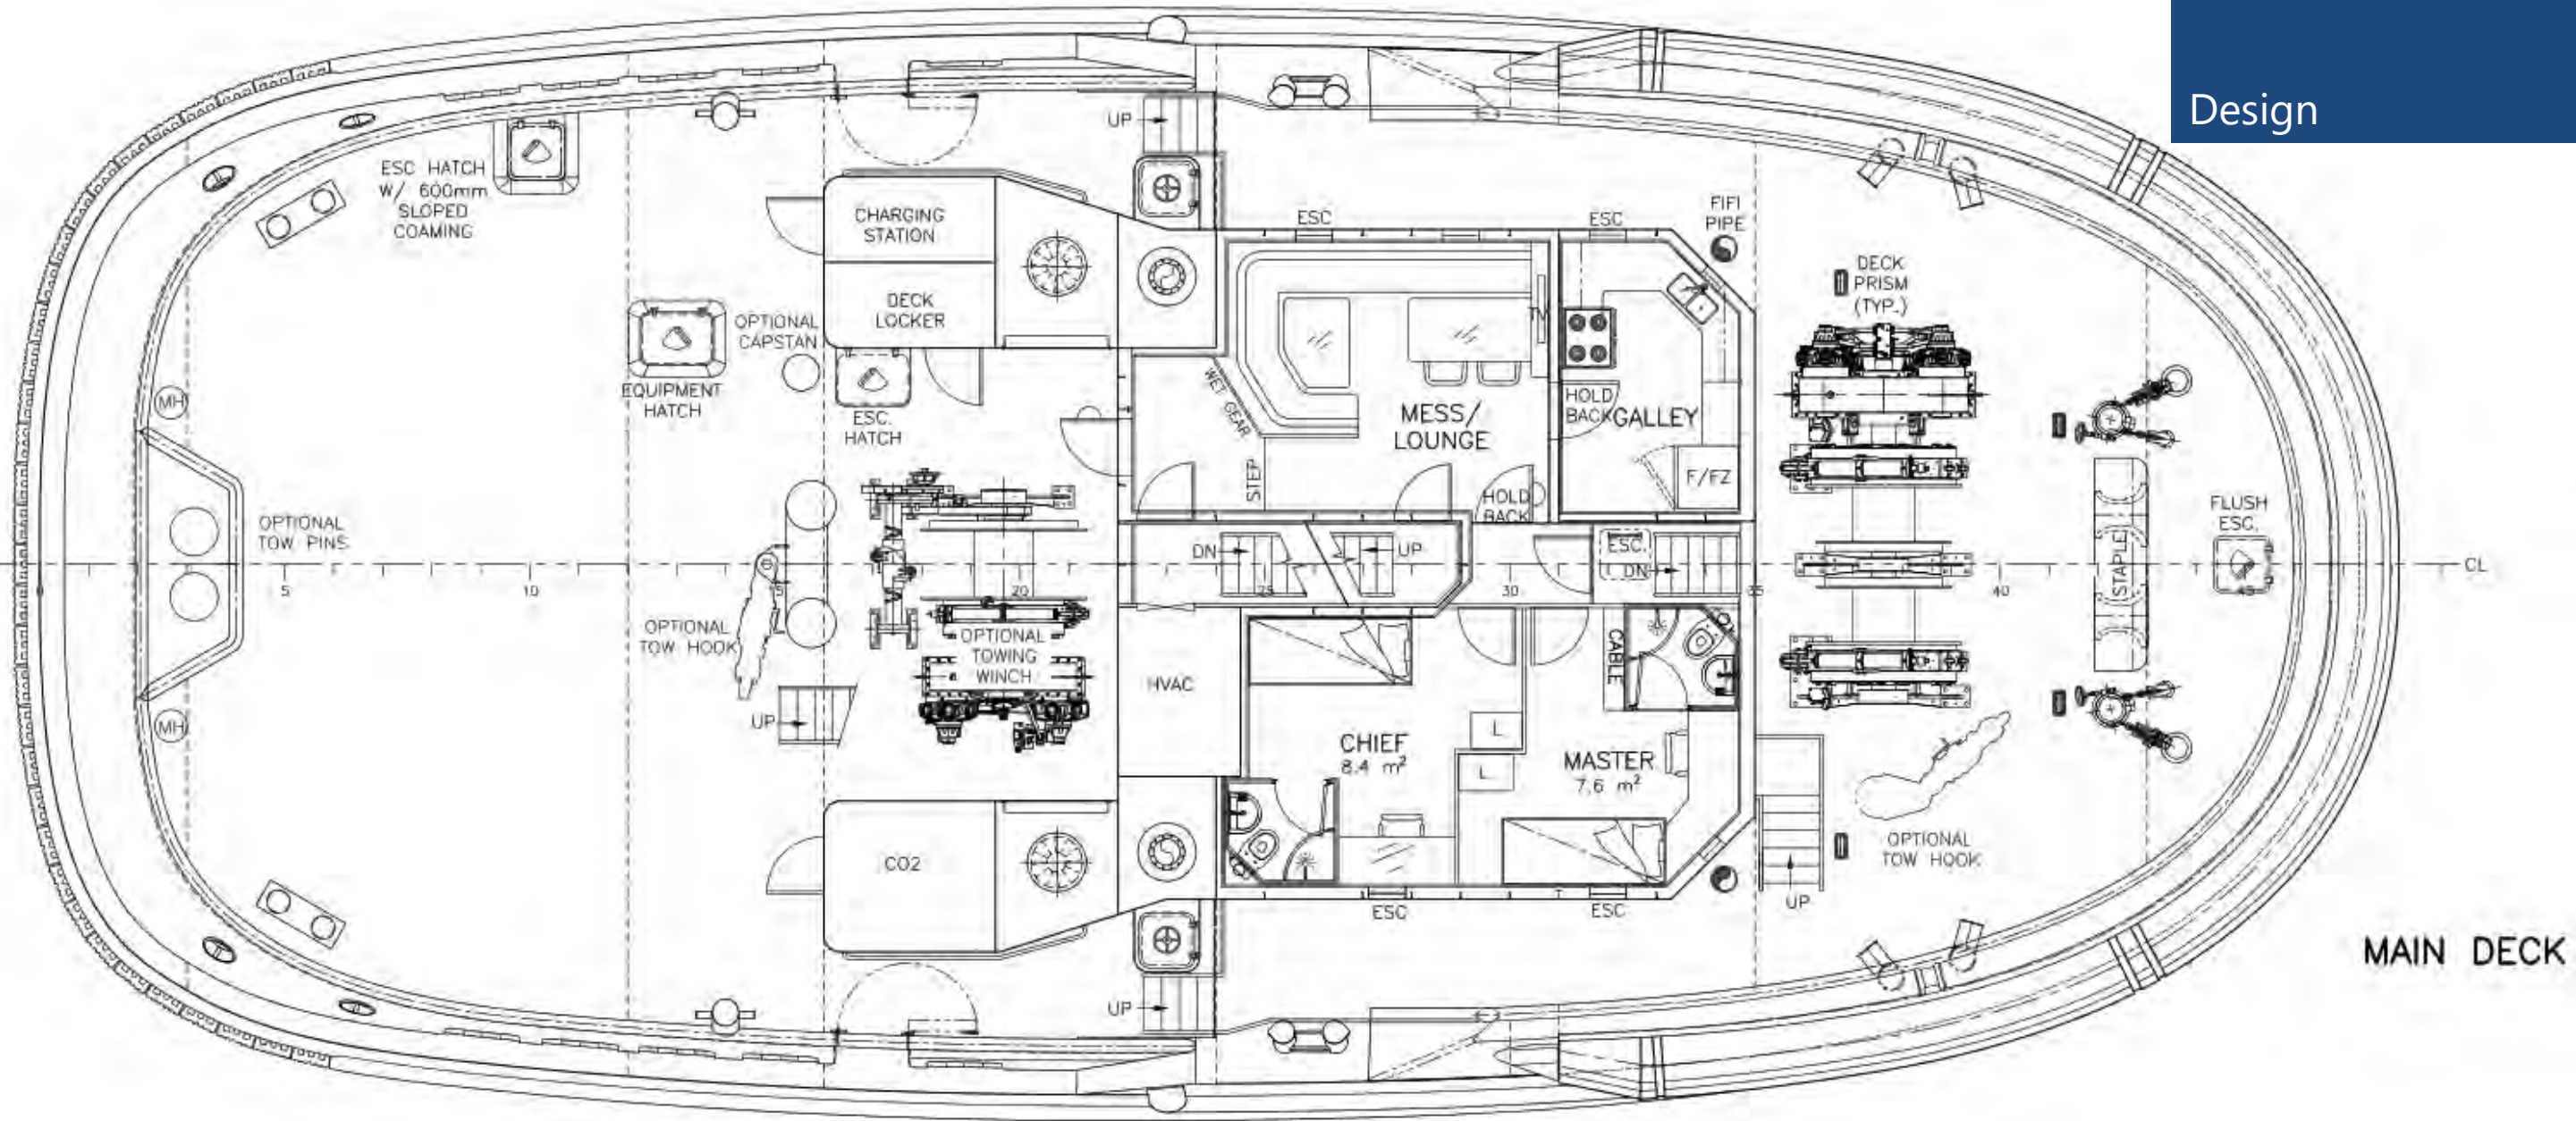 Design
UP
ESC HATCH
W/ 600mm
SLOPED
COAMING
CHARGING
STATION
DECK
LOCKER
ESC
ESC
FIFI
PIPE
DECK
PRISM
(TYP.)
OPTIONAL
CAPSTAN
TV
EQUIPMENT
HATCH
MH
ESC.
HATCH
WET GEAR
MESS/
LOUNGE
HOLD
BACK
GALLEY
STEP
HOLD
BACK
F/FZ
OPTIONAL
TOW PINS
FLUSH
ESC.
DN
UP
ESC.
DN
STAPLE
CL
0
5
10
15
20
25
30
35
40
45
OPTIONAL
TOW HOOK
OPTIONAL
TOWING
WINCH
CABLE
HVAC
MH
UP
L
L
CHIEF
8.4 m²
MASTER
7.6 m²
CO2
OPTIONAL
TOW HOOK
UP
ESC
ESC
MAIN DECK
UP